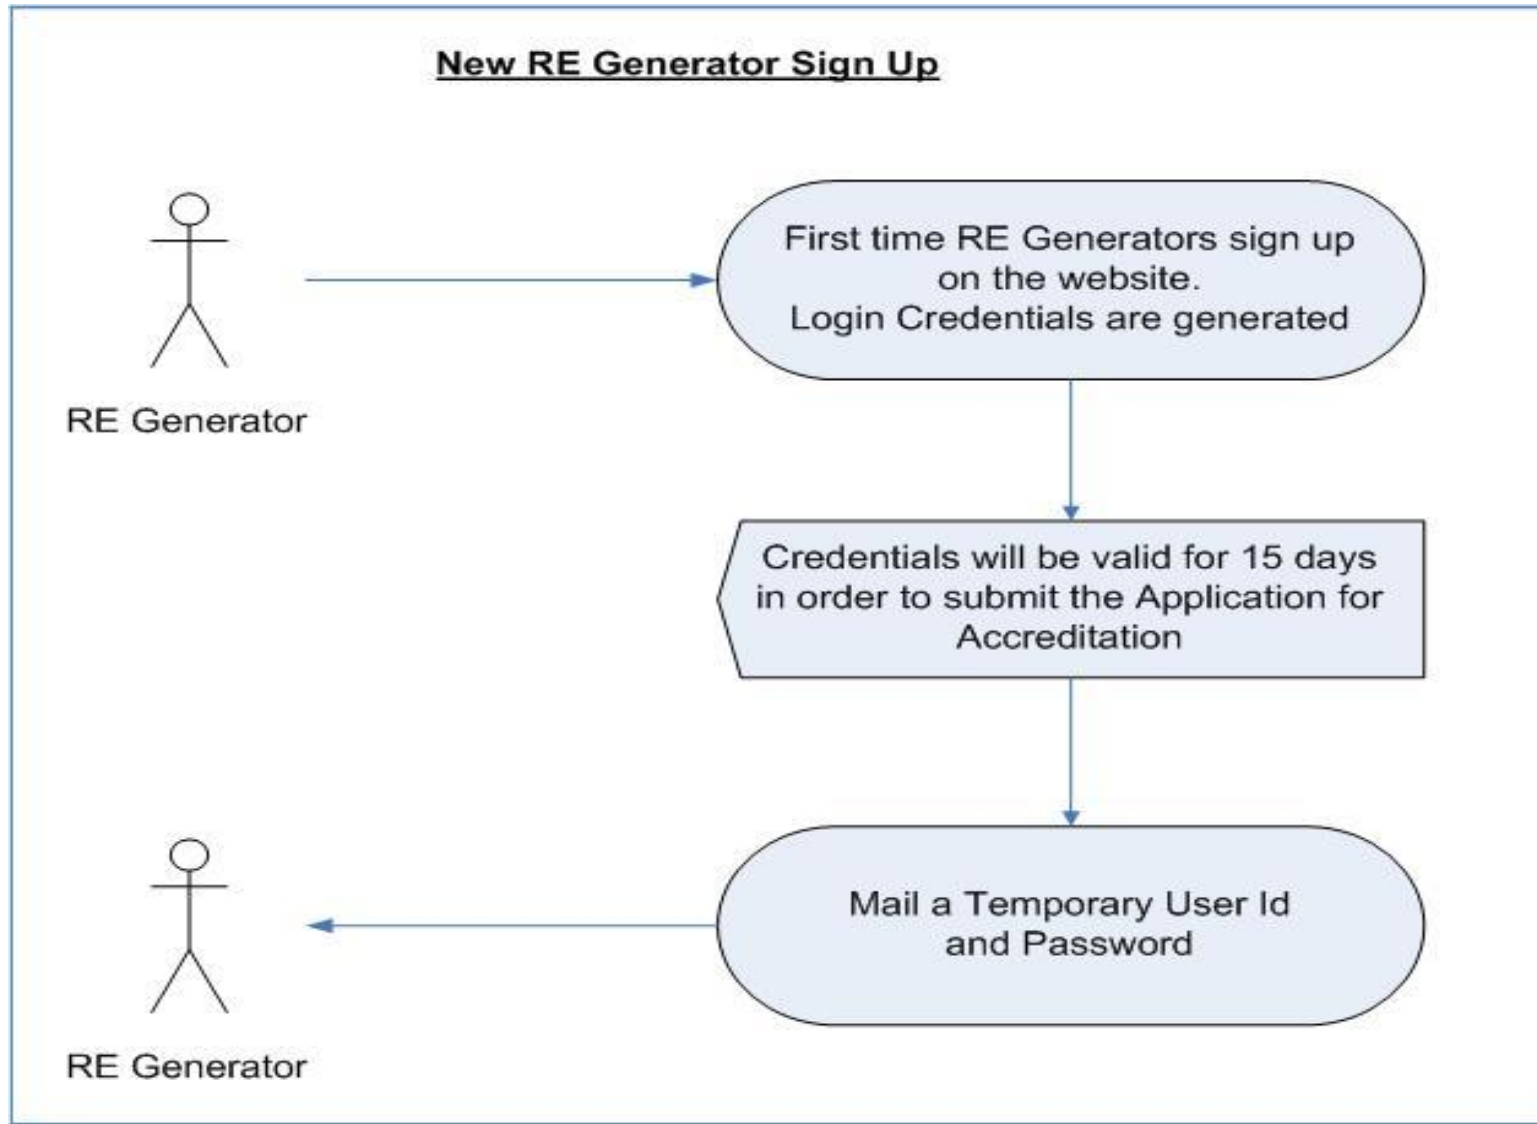 New RE Generator Sign Up
First time RE Generators sign up
on the website.
Login Credentials are generated
RE Generator
Credentials will be valid for 15 days
in order to submit the Application for
Accreditation
Mail a Temporary User Id
and Password
RE Generator